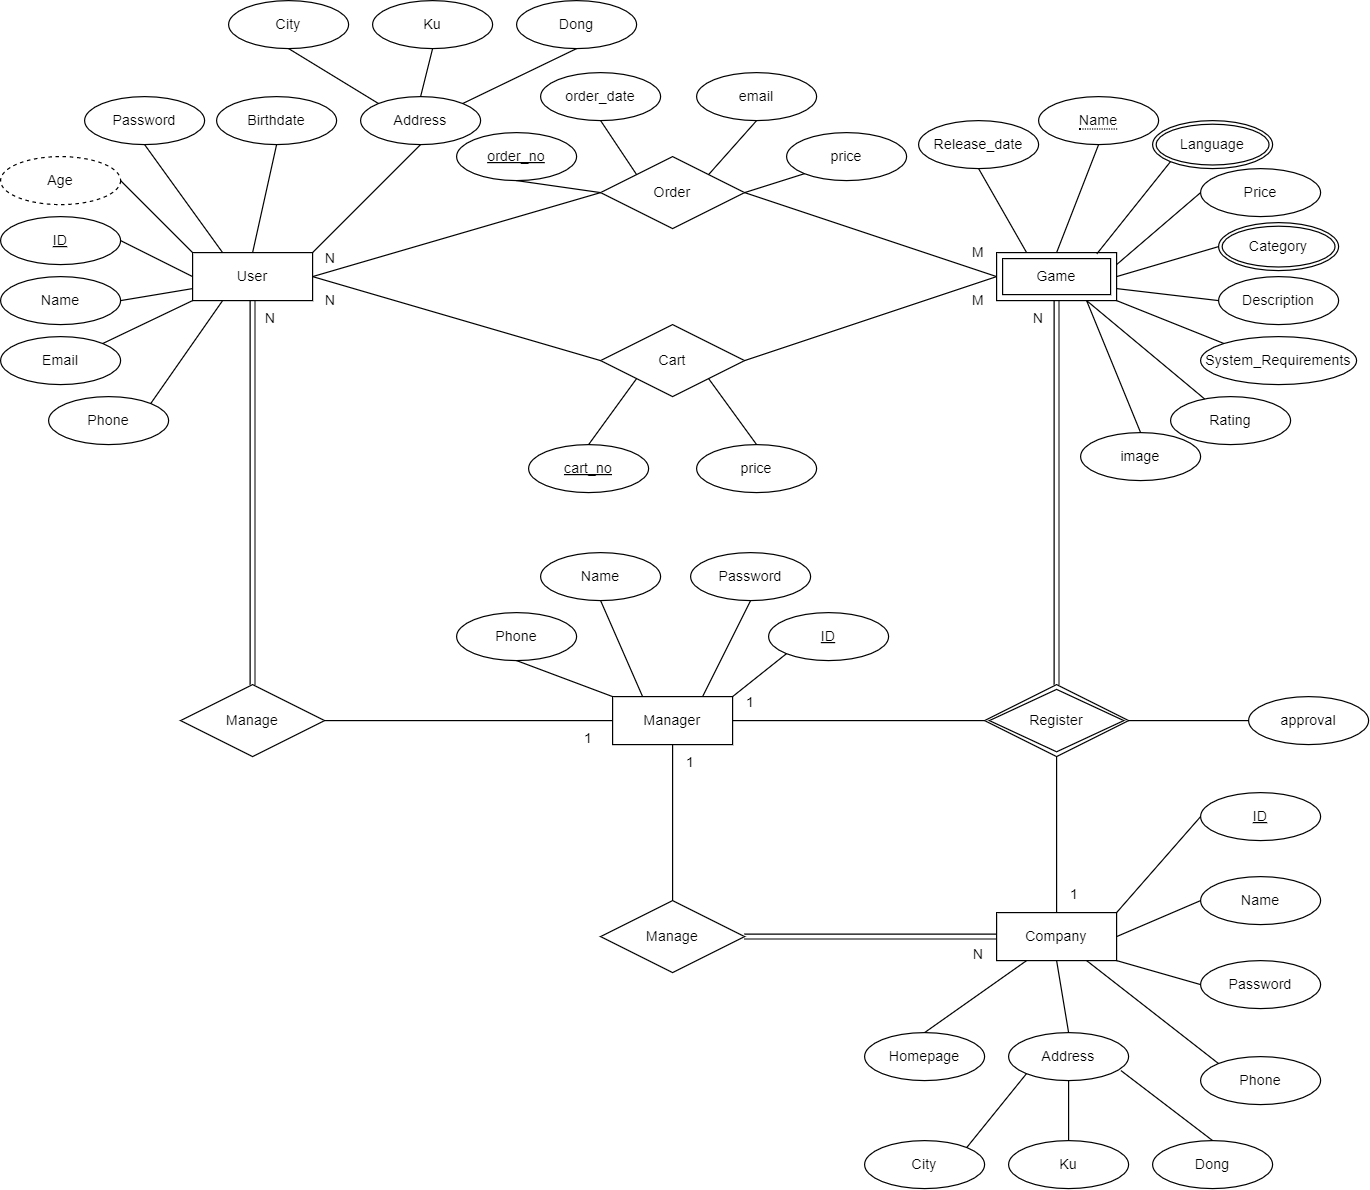 City
Ku
Dong
order_date
email
Password
Birthdate
Address
order_no
price
Release_date
Name
Language
Age
Order
Price
ID
N
M
Category
User
Game
Name
N
M
Description
N
N
Email
Cart
System_Requirements
Phone
Rating
cart_no
price
image
Name
Password
Phone
ID
1
Manage
Manager
Register
approval
1
1
ID
1
Name
Manage
Company
N
Password
Homepage
Address
Phone
City
Ku
Dong